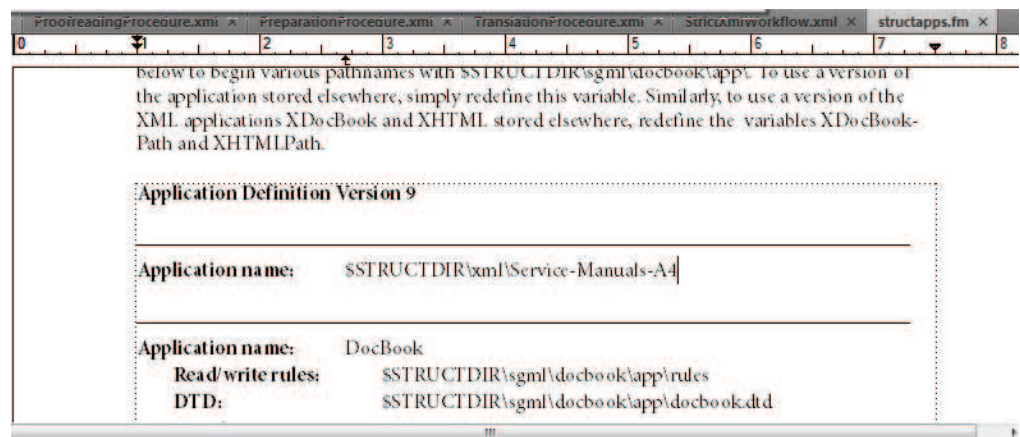 ProofreadingProcedure.xml × PreparationProcedure.xml × TranslationProcedure.xml × StrictXmlWorkflow.xml × structapps.fm ×
0 1 2 3 4 5 6 7 8
below to begin various pathnames with $STRUCTDIR\sgml\docbook\app\. To use a version of
the application stored elsewhere, simply redefine this variable. Similarly, to use a version of the
XML applications XDocBook and XHTML stored elsewhere, redefine the variables XDocBook-
Path and XHTMLPath.
Application Definition Version 9
Application name: $STRUCTDIR\xml\Service-Manuals-A4
Application name: DocBook
Read/write rules: $STRUCTDIR\sgml\docbook\app\rules
DTD: $STRUCTDIR\sgml\docbook\app\docbook.dtd